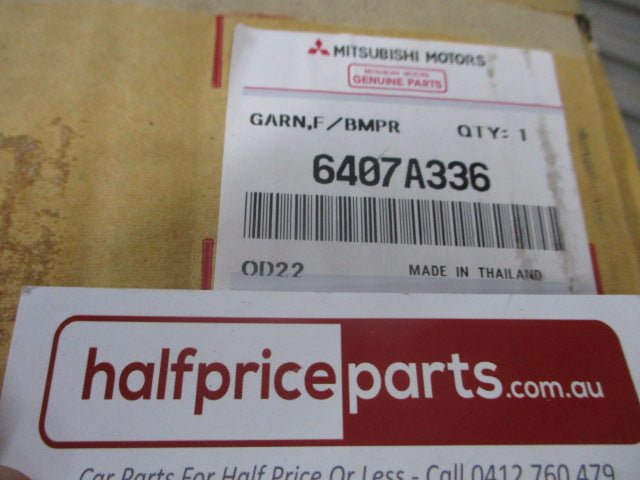 MITSUBISHI MOTORS
MITSUBISHI MOTORS
GENUINE PARTS
GARN,F/BMPR QTY: 1
6407A336
OD22 MADE IN THAILAND
halfpriceparts.com.au
Car Parts For Half Price Or Less - Call 0412 760 479